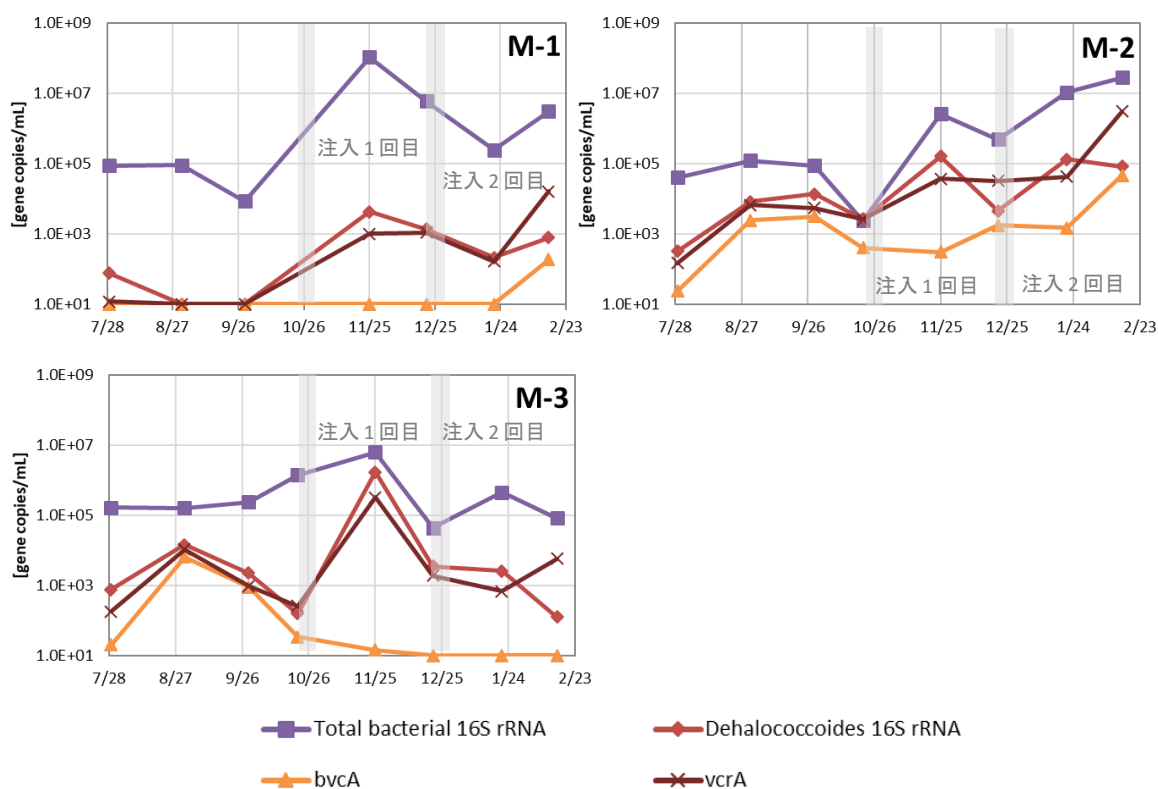 M-1
[gene copies/mL]
1.0E+09
1.0E+07
1.0E+05
1.0E+03
1.0E+01
注入 1 回目
注入 2 回目
7/28 8/27 9/26 10/26 11/25 12/25 1/24 2/23
M-2
[gene copies/mL]
1.0E+09
1.0E+07
1.0E+05
1.0E+03
1.0E+01
注入 1 回目 注入 2 回目
7/28 8/27 9/26 10/26 11/25 12/25 1/24 2/23
M-3
[gene copies/mL]
1.0E+09
1.0E+07
1.0E+05
1.0E+03
1.0E+01
注入 1 回目 注入 2 回目
7/28 8/27 9/26 10/26 11/25 12/25 1/24 2/23
Total bacterial 16S rRNA Dehalococcoides 16S rRNA
bvcA vcrA